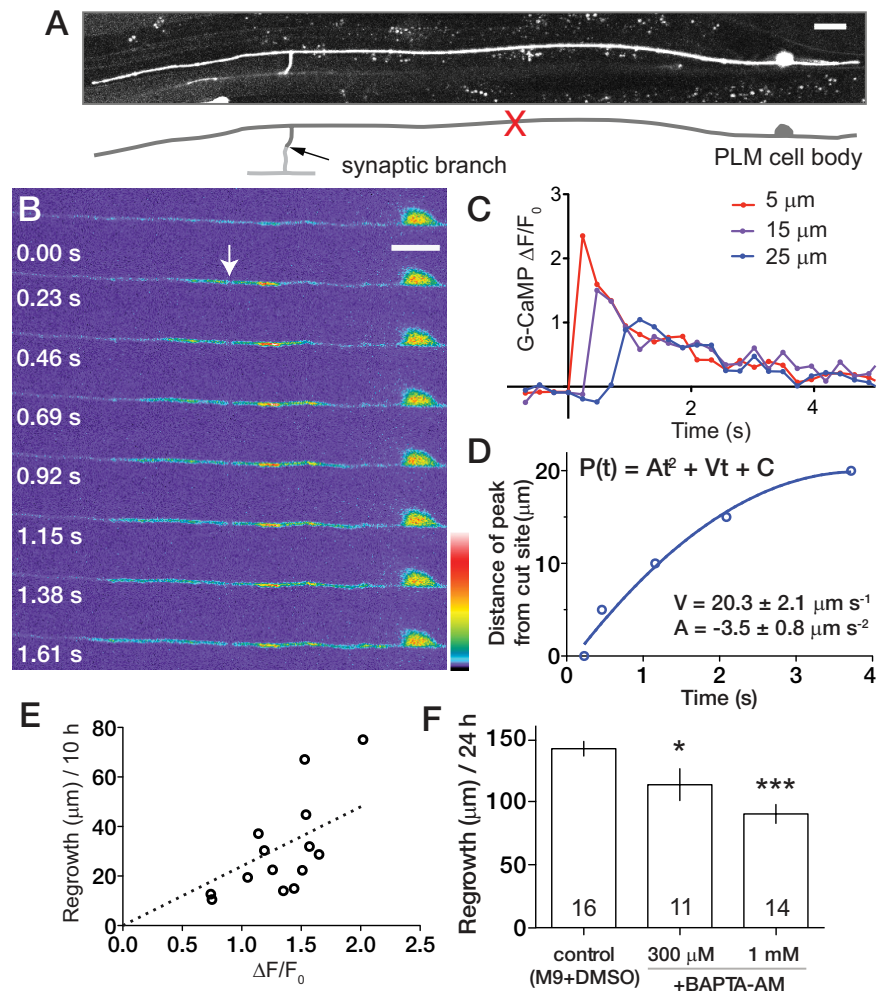 A
X
synaptic branch
PLM cell body
B
0.00 s
0.23 s
0.46 s
0.69 s
0.92 s
1.15 s
1.38 s
1.61 s
C
G-CaMP ΔF/F₀
3
2
1
2
4
Time (s)
5 μm
15 μm
25 μm
D
P(t) = At² + Vt + C
Distance of peak
from cut site (μm)
20
10
0
0
1
2
3
4
Time (s)
V = 20.3 ± 2.1 μm s⁻¹
A = -3.5 ± 0.8 μm s⁻²
E
Regrowth (μm) / 10 h
80
60
40
20
0
0.0
0.5
1.0
1.5
2.0
2.5
ΔF/F₀
F
Regrowth (μm) / 24 h
150
100
50
0
*
***
16
11
14
control
(M9+DMSO)
300 μM
1 mM
+BAPTA-AM